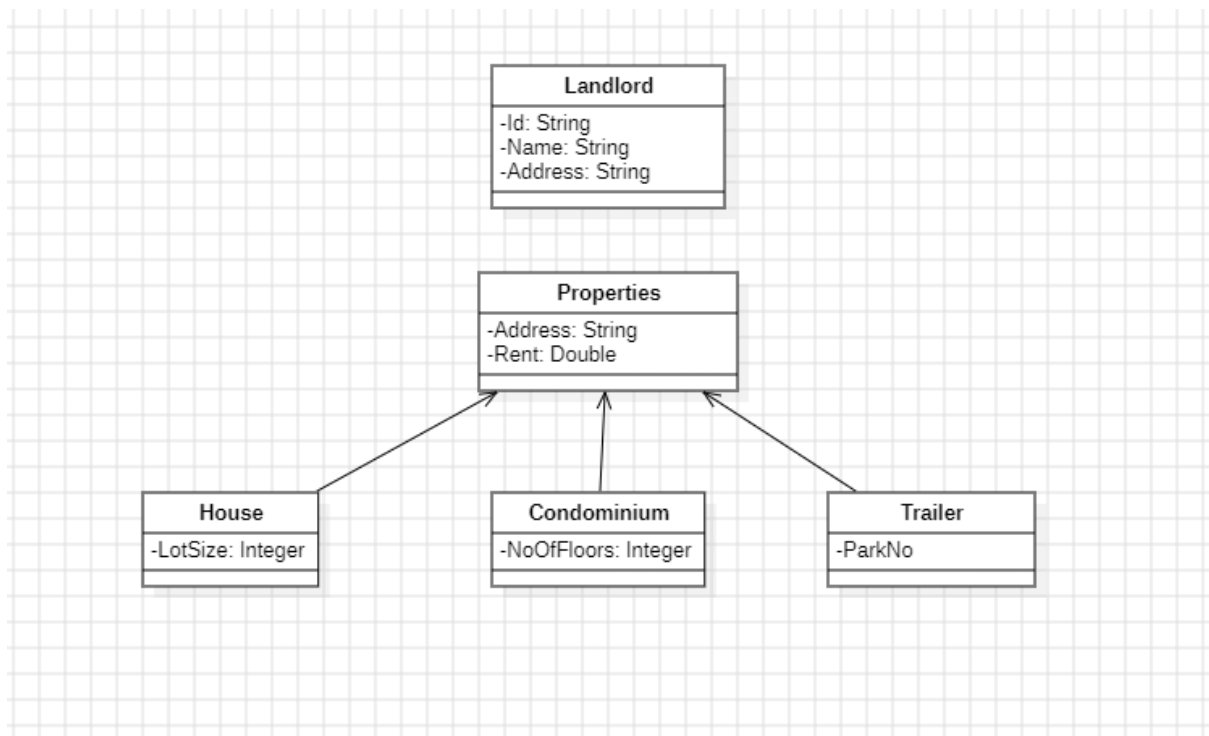 Landlord
-Id: String
-Name: String
-Address: String
Properties
-Address: String
-Rent: Double
House
-LotSize: Integer
Condominium
-NoOfFloors: Integer
Trailer
-ParkNo